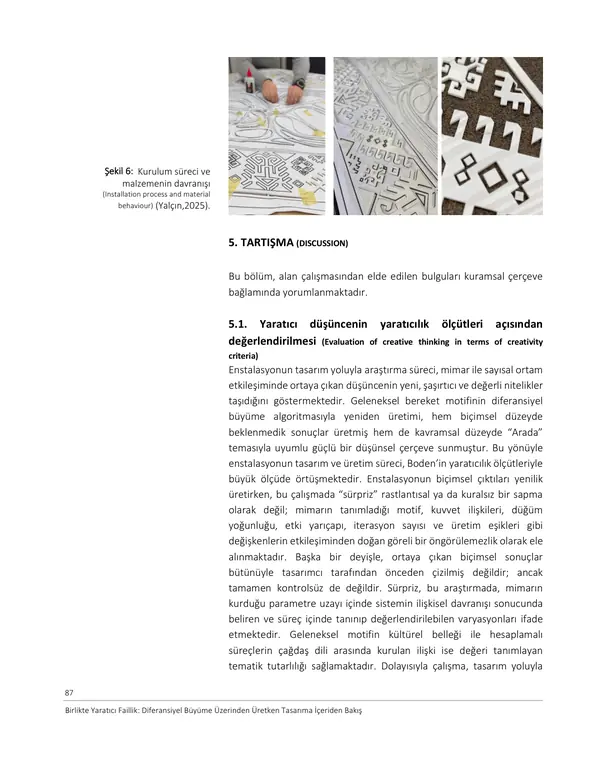 Şekil 6: Kurulum süreci ve
malzemenin davranışı
(Installation process and material
behaviour) (Yalçın,2025).
5. TARTIŞMA (DISCUSSION)
Bu bölüm, alan çalışmasından elde edilen bulguları kuramsal çerçeve
bağlamında yorumlanmaktadır.
5.1. Yaratıcı düşüncenin yaratıcılık ölçütleri açısından
değerlendirilmesi (Evaluation of creative thinking in terms of creativity
criteria)
Enstalasyonun tasarım yoluyla araştırma süreci, mimar ile sayısal ortam
etkileşiminde ortaya çıkan düşüncenin yeni, şaşırtıcı ve değerli nitelikler
taşıdığını göstermektedir. Geleneksel bereket motifinin diferansiyel
büyüme algoritmasıyla yeniden üretimi, hem biçimsel düzeyde
beklenmedik sonuçlar üretmiş hem de kavramsal düzeyde “Arada”
temasıyla uyumlu güçlü bir düşünsel çerçeve sunmuştur. Bu yönüyle
enstalasyonun tasarım ve üretim süreci, Boden’in yaratıcılık ölçütleriyle
büyük ölçüde örtüşmektedir. Enstalasyonun biçimsel çıktıları yenilik
üretirken, bu çalışmada “sürpriz” rastlantısal ya da kuralsız bir sapma
olarak değil; mimarın tanımladığı motif, kuvvet ilişkileri, düğüm
yoğunluğu, etki yarıçapı, iterasyon sayısı ve üretim eşikleri gibi
değişkenlerin etkileşiminden doğan göreli bir öngörülemezlik olarak ele
alınmaktadır. Başka bir deyişle, ortaya çıkan biçimsel sonuçlar
bütünüyle tasarımcı tarafından önceden çizilmiş değildir; ancak
tamamen kontrolsüz de değildir. Sürpriz, bu araştırmada, mimarın
kurduğu parametre uzayı içinde sistemin ilişkisel davranışı sonucunda
beliren ve süreç içinde tanınıp değerlendirilebilen varyasyonları ifade
etmektedir. Geleneksel motifin kültürel belleği ile hesaplamalı
süreçlerin çağdaş dili arasında kurulan ilişki ise değeri tanımlayan
tematik tutarlılığı sağlamaktadır. Dolayısıyla çalışma, tasarım yoluyla
87
Birlikte Yaratıcı Faillik: Diferansiyel Büyüme Üzerinden Üretken Tasarıma İçeriden Bakış